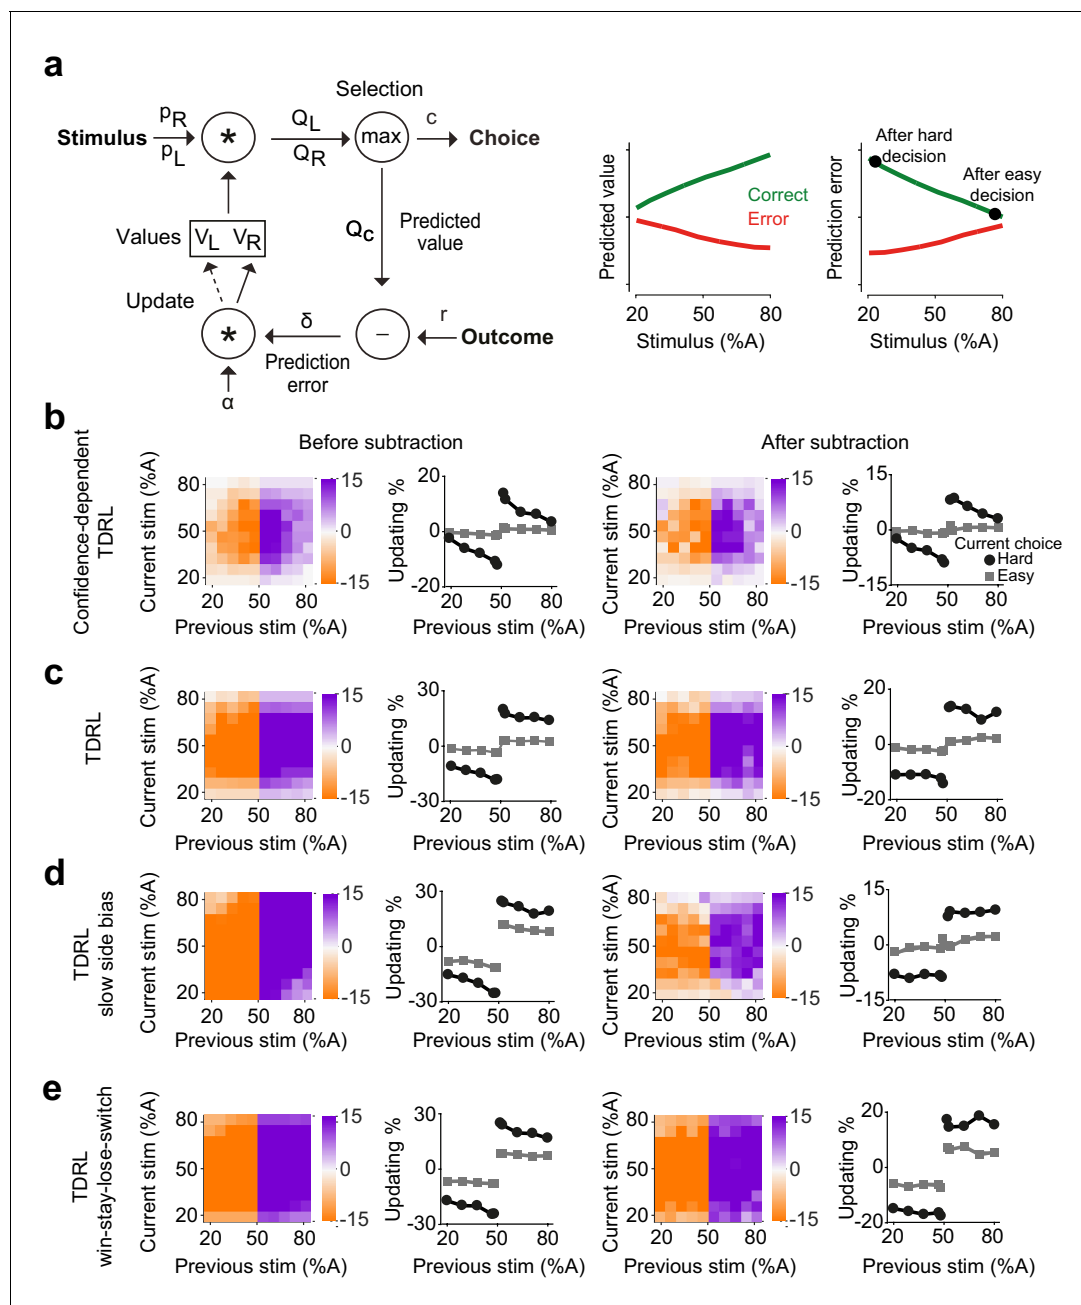 a
Selection
Stimulus
pR
pL
*
QL
QR
max
c
Choice
Values
VL VR
Qc
Predicted
value
Update
*
δ
Prediction
error
−
r
Outcome
α
Predicted value
Correct
Error
20 50 80
Stimulus (%A)
Prediction error
After hard
decision
After easy
decision
20 50 80
Stimulus (%A)
b
Before subtraction
After subtraction
Confidence-dependent
TDRL
Current stim (%A)
80
50
20
20 50 80
Previous stim (%A)
15
0
-15
Updating %
20
0
-20
20 50 80
Previous stim (%A)
Current stim (%A)
80
50
20
20 50 80
Previous stim (%A)
15
0
-15
Updating %
15
0
-15
Current choice
Hard
Easy
20 50 80
Previous stim (%A)
c
TDRL
Current stim (%A)
80
50
20
20 50 80
Previous stim (%A)
15
0
-15
Updating %
30
0
-30
20 50 80
Previous stim (%A)
Current stim (%A)
80
50
20
20 50 80
Previous stim (%A)
15
0
-15
Updating %
20
0
-20
20 50 80
Previous stim (%A)
d
TDRL
slow side bias
Current stim (%A)
80
50
20
20 50 80
Previous stim (%A)
15
0
-15
Updating %
30
0
-30
20 50 80
Previous stim (%A)
Current stim (%A)
80
50
20
20 50 80
Previous stim (%A)
15
0
-15
Updating %
15
0
-15
20 50 80
Previous stim (%A)
e
TDRL
win-stay-lose-switch
Current stim (%A)
80
50
20
20 50 80
Previous stim (%A)
15
0
-15
Updating %
30
0
-30
20 50 80
Previous stim (%A)
Current stim (%A)
80
50
20
20 50 80
Previous stim (%A)
15
0
-15
Updating %
20
0
-20
20 50 80
Previous stim (%A)